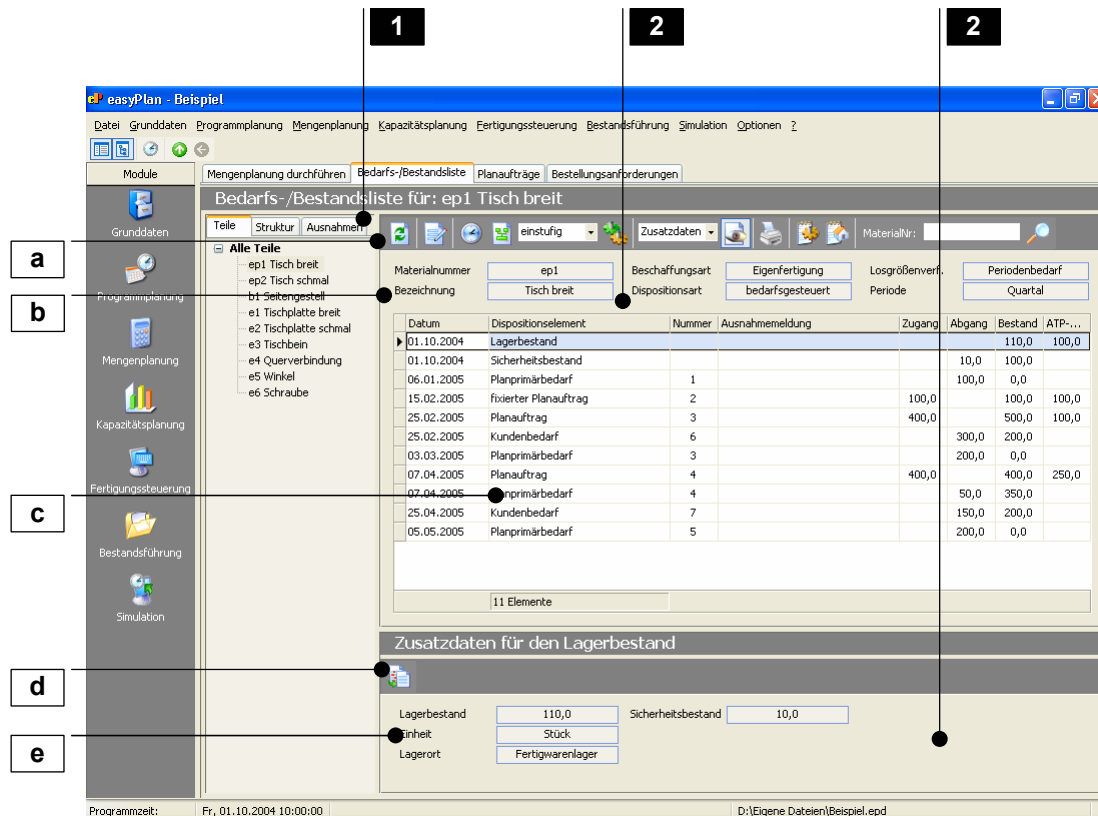 1 2 2
easyPlan - Beispiel
Datei Grunddaten Programmplanung Mengenplanung Kapazitätsplanung Fertigungssteuerung Bestandsführung Simulation Optionen ?
Module
Mengenplanung durchführen Bedarfs-/Bestandsliste Planaufträge Bestellungsanforderungen
Bedarfs-/Bestandsliste für: ep1 Tisch breit
Grunddaten
Programmplanung
Mengenplanung
Kapazitätsplanung
Fertigungssteuerung
Bestandsführung
Simulation
Teile Struktur Ausnahmen
Alle Teile
ep1 Tisch breit
ep2 Tisch schmal
b1 Seitengestell
e1 Tischplatte breit
e2 Tischplatte schmal
e3 Tischbein
e4 Querverbindung
e5 Winkel
e6 Schraube
a
b
c
d
e
einstufig Zusatzdaten MaterialNr:
Materialnummer ep1 Beschaffungsart Eigenfertigung Losgrößenverf. Periodenbedarf
Bezeichnung Tisch breit Dispositionsart bedarfsgesteuert Periode Quartal
Datum Dispositionselement Nummer Ausnahmemeldung Zugang Abgang Bestand ATP-...
01.10.2004 Lagerbestand 110,0 100,0
01.10.2004 Sicherheitsbestand 10,0 100,0
06.01.2005 Planprimärbedarf 1 100,0 0,0
15.02.2005 fixierter Planauftrag 2 100,0 100,0 100,0
25.02.2005 Planauftrag 3 400,0 500,0 100,0
25.02.2005 Kundenbedarf 6 300,0 200,0
03.03.2005 Planprimärbedarf 3 200,0 0,0
07.04.2005 Planauftrag 4 400,0 400,0 250,0
07.04.2005 Planprimärbedarf 4 50,0 350,0
25.04.2005 Kundenbedarf 7 150,0 200,0
05.05.2005 Planprimärbedarf 5 200,0 0,0
11 Elemente
Zusatzdaten für den Lagerbestand
Lagerbestand 110,0 Sicherheitsbestand 10,0
Einheit Stück
Lagerort Fertigwarenlager
Programmzeit: Fr, 01.10.2004 10:00:00 D:\Eigene Dateien\Beispiel.epd